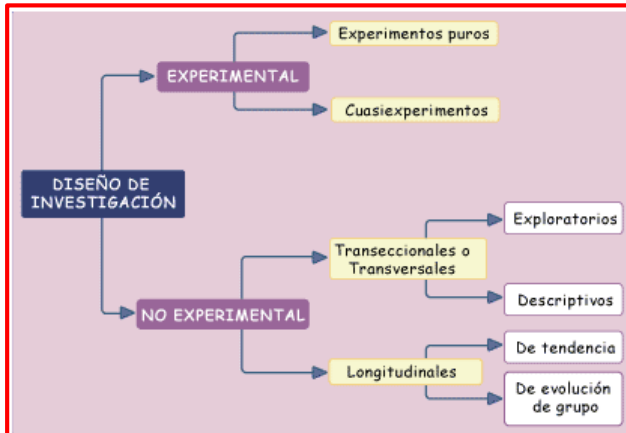 Experimentos puros
EXPERIMENTAL
Cuasiexperimentos
DISEÑO DE
INVESTIGACIÓN
Exploratorios
Transeccionales o
Transversales
Descriptivos
NO EXPERIMENTAL
De tendencia
Longitudinales
De evolución
de grupo